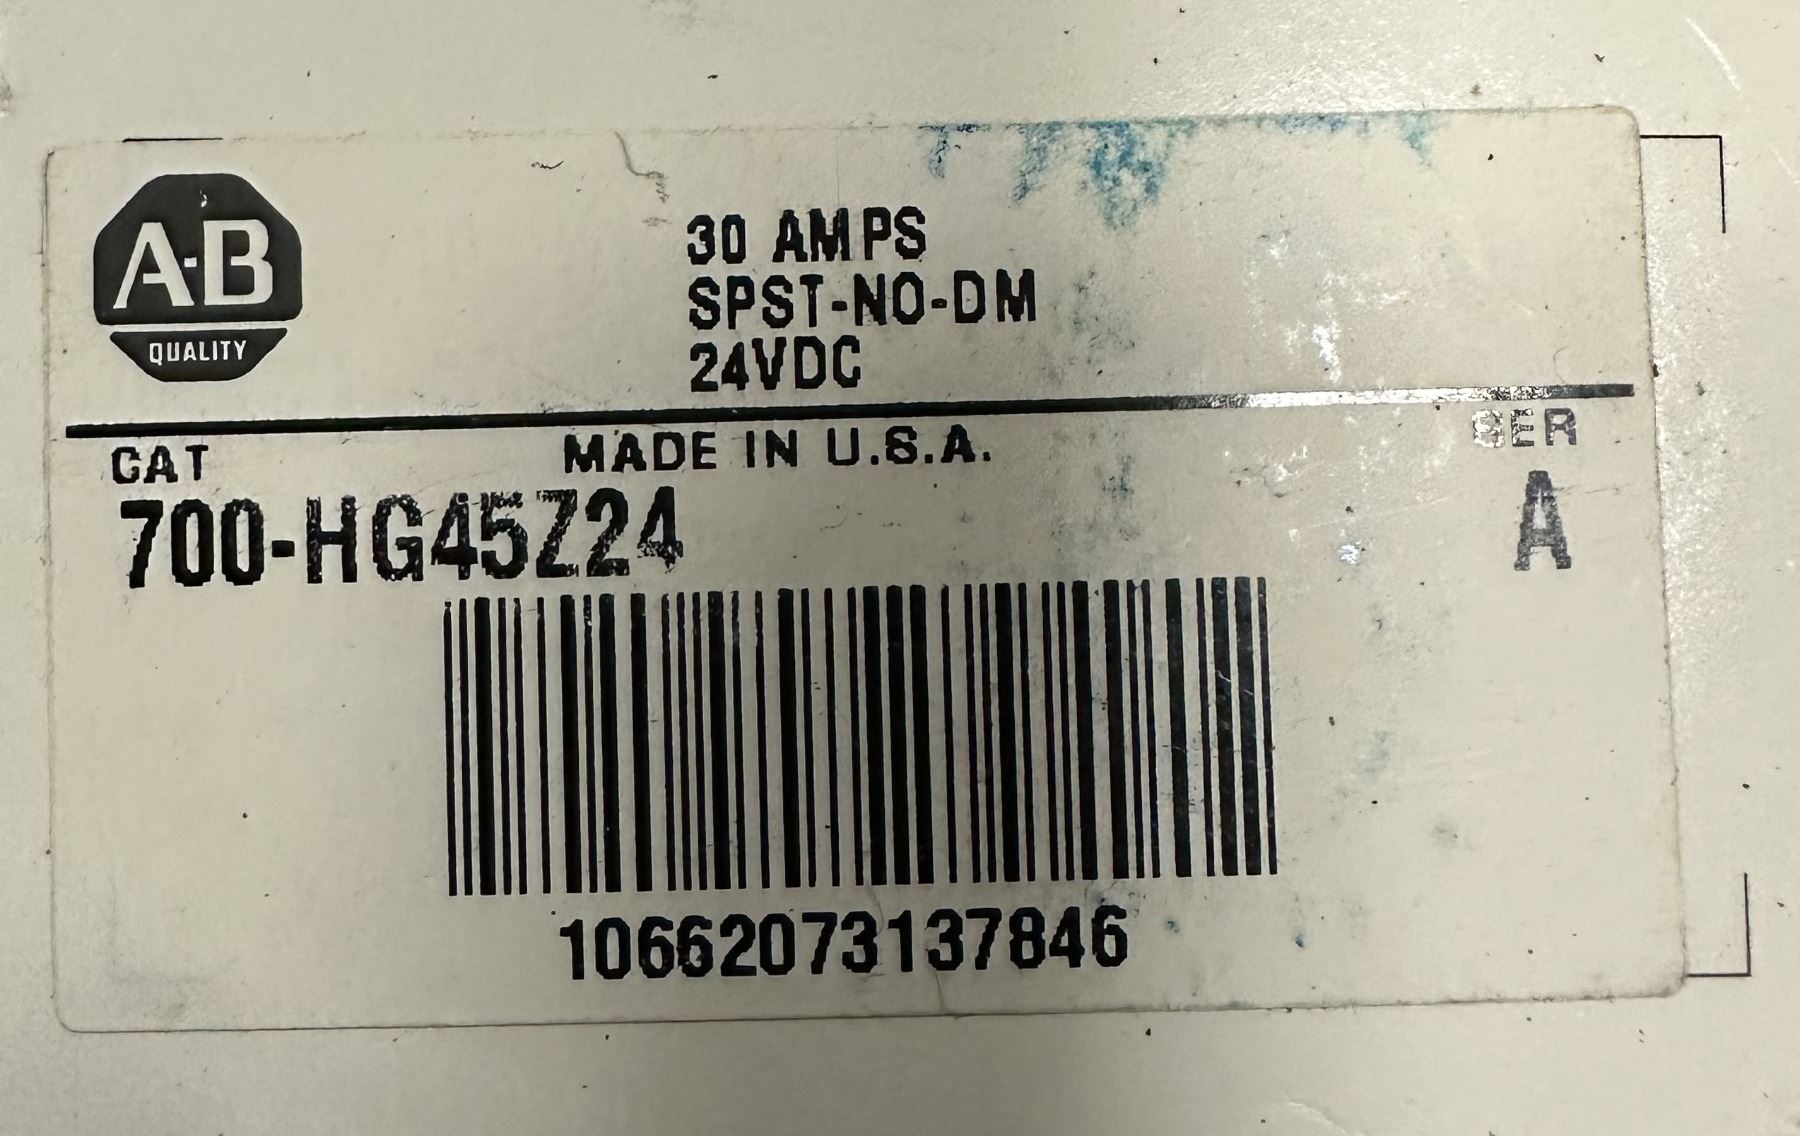 A-B
QUALITY
30 AMPS
SPST-NO-DM
24VDC
CAT
MADE IN U.S.A.
SER
700-HG45Z24
A
10662073137846